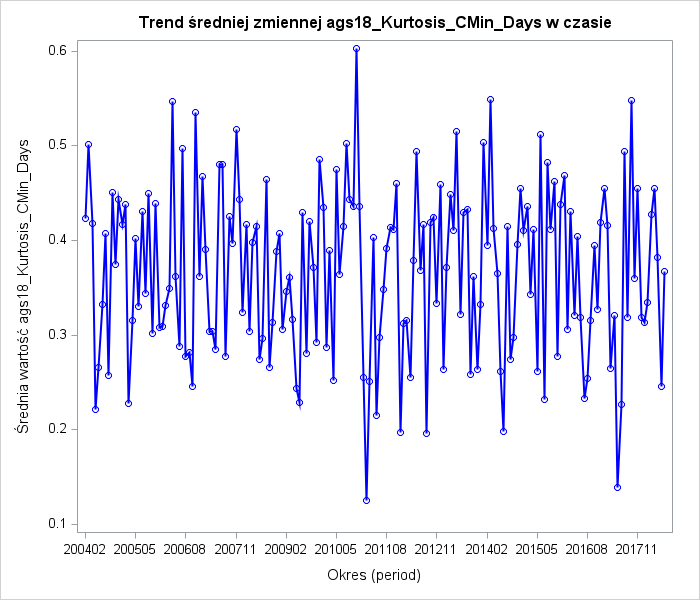 Trend średniej zmiennej ags18_Kurtosis_CMin_Days w czasie
Średnia wartość ags18_Kurtosis_CMin_Days
0.6
0.5
0.4
0.3
0.2
0.1
200402 200505 200608 200711 200902 201005 201108 201211 201402 201505 201608 201711
Okres (period)